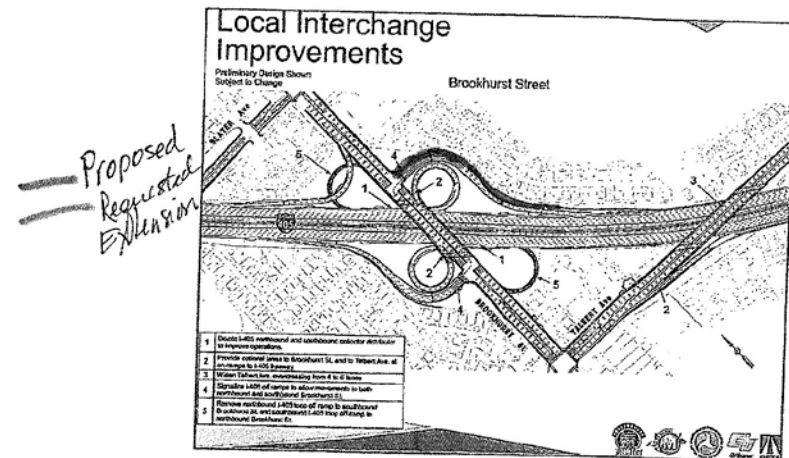 Local Interchange
Improvements
Preliminary Design Shown
Subject to Change
Brookhurst Street
Proposed
Requested
Extension
SLATER AVE
6
4
2
3
1
405
1
2
5
4
2
BROOKHURST ST.
TALBERT AVE
1 Delete I-405 northbound and southbound collector distributor
to improve operations.
2 Provide optional lanes to Brookhurst St. and to Talbert Ave. at
on-ramps to I-405 freeway.
3 Widen Talbert Ave. overcrossing from 4 to 6 lanes
4 Signalize I-405 off ramps to allow movements to both
northbound and southbound Brookhurst St.
5 Remove northbound I-405 loop off ramp to southbound
Brookhurst St. and southbound I-405 loop off-ramp to
northbound Brookhurst St.